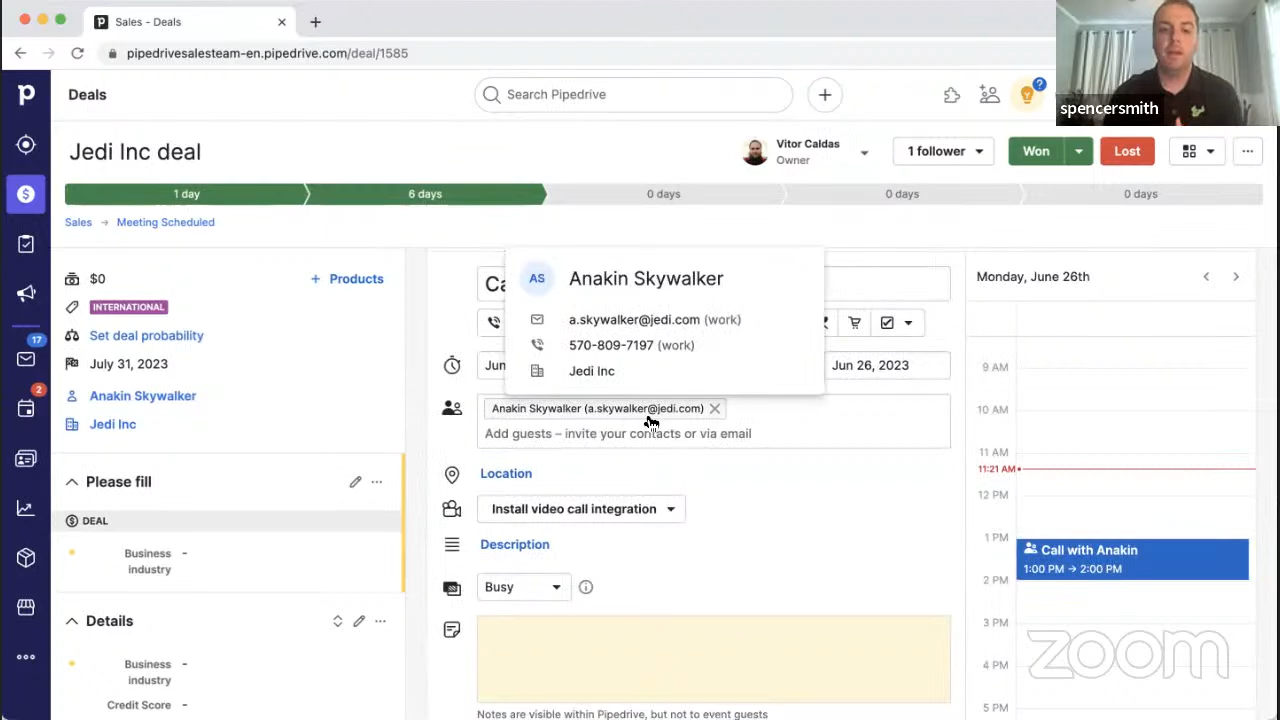 Sales - Deals
pipedrivesalesteam-en.pipedrive.com/deal/1585
Deals
Search Pipedrive
?
spencersmith
Jedi Inc deal
Vitor Caldas
Owner
1 follower
Won
Lost
1 day
6 days
0 days
0 days
0 days
Sales → Meeting Scheduled
$0
+ Products
INTERNATIONAL
Set deal probability
July 31, 2023
Anakin Skywalker
Jedi Inc
Please fill
DEAL
Business industry -
Details
Business industry -
Credit Score -
17
2
Ca
AS
Anakin Skywalker
a.skywalker@jedi.com (work)
570-809-7197 (work)
Jedi Inc
Jun
Jun 26, 2023
Anakin Skywalker (a.skywalker@jedi.com)
Add guests – invite your contacts or via email
Location
Install video call integration
Description
Busy
Notes are visible within Pipedrive, but not to event guests
Monday, June 26th
9 AM
10 AM
11 AM
11:21 AM
12 PM
1 PM
Call with Anakin
1:00 PM → 2:00 PM
2 PM
3 PM
4 PM
5 PM
zoom